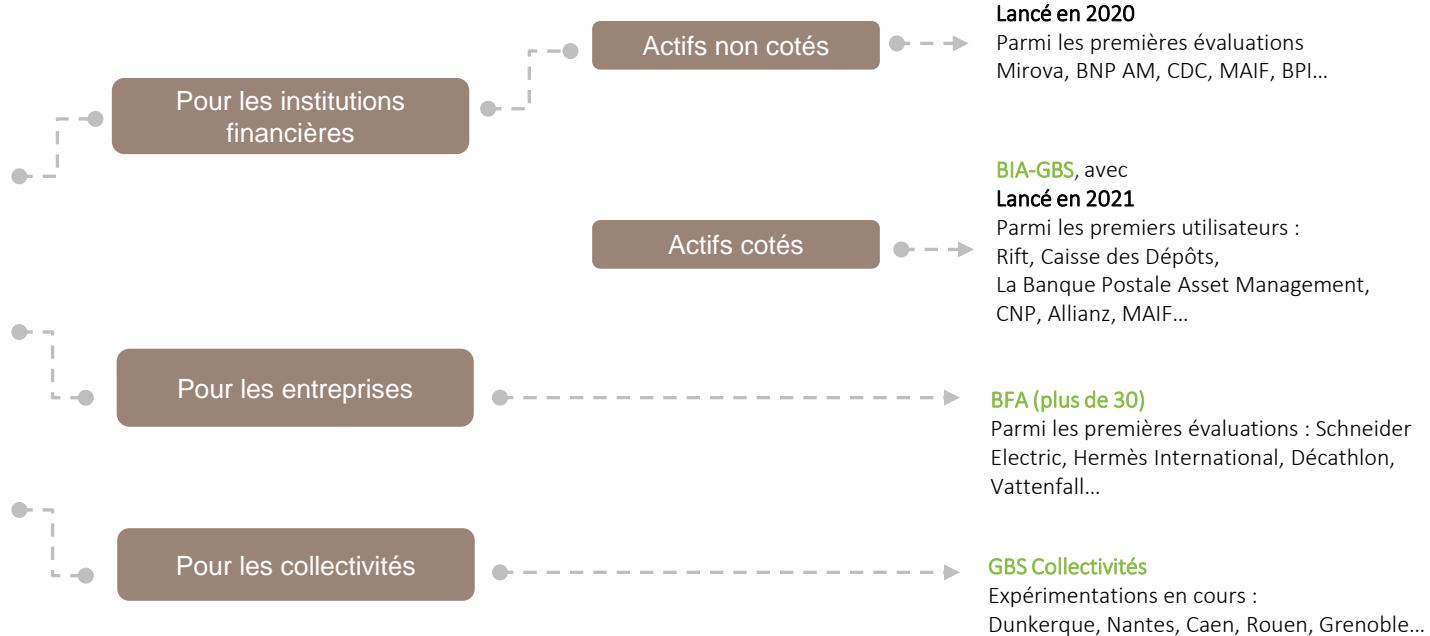 Pour les institutions
financières
Actifs non cotés
Lancé en 2020
Parmi les premières évaluations
Mirova, BNP AM, CDC, MAIF, BPI…
Actifs cotés
BIA-GBS, avec
Lancé en 2021
Parmi les premiers utilisateurs :
Rift, Caisse des Dépôts,
La Banque Postale Asset Management,
CNP, Allianz, MAIF…
Pour les entreprises
BFA (plus de 30)
Parmi les premières évaluations : Schneider
Electric, Hermès International, Décathlon,
Vattenfall…
Pour les collectivités
GBS Collectivités
Expérimentations en cours :
Dunkerque, Nantes, Caen, Rouen, Grenoble…